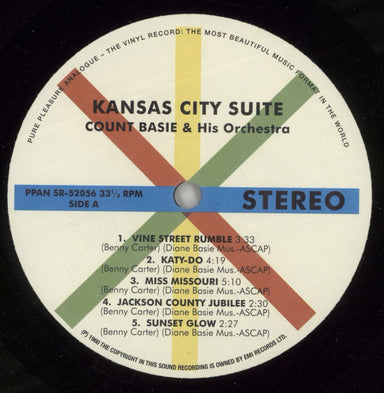 PURE PLEASURE ANALOGUE - THE VINYL RECORD: THE MOST BEAUTIFUL MUSIC FORMAT IN THE WORLD
KANSAS CITY SUITE
COUNT BASIE & His Orchestra
PPAN SR-52056 33⅓ RPM
SIDE A
STEREO
1. VINE STREET RUMBLE 3:33
(Benny Carter) (Diane Basie Mus.-ASCAP)
2. KATY-DO 4:19
(Benny Carter) (Diane Basie Mus.-ASCAP)
3. MISS MISSOURI 5:10
(Benny Carter) (Diane Basie Mus.-ASCAP)
4. JACKSON COUNTY JUBILEE 2:30
(Benny Carter) (Diane Basie Mus.-ASCAP)
5. SUNSET GLOW 2:27
(Benny Carter) (Diane Basie Mus.-ASCAP)
(P) 1960 THE COPYRIGHT IN THIS SOUND RECORDING IS OWNED BY EMI RECORDS LTD.